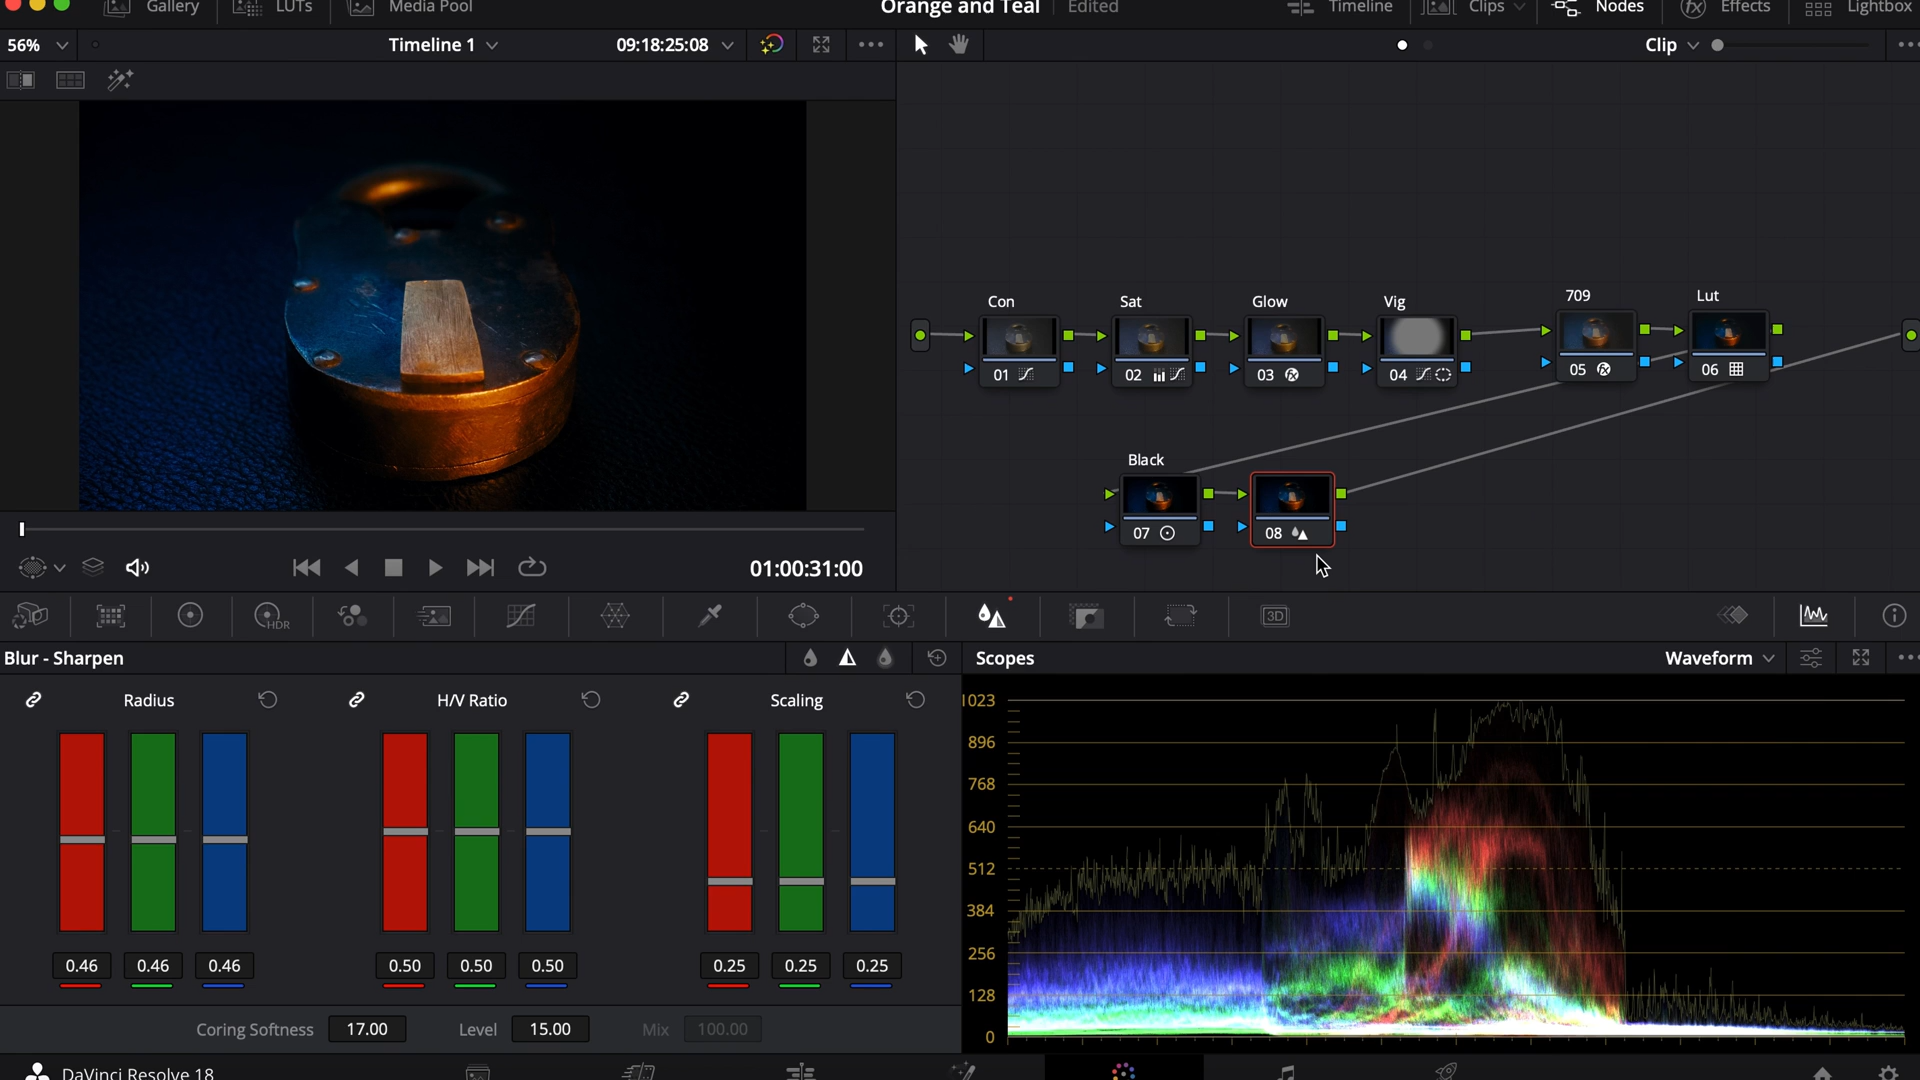 Gallery LUTs Media Pool Orange and Teal Edited Timeline Clips Nodes Effects Lightbox
56% Timeline 1 09:18:25:08 Clip
Con Sat Glow Vig 709 Lut
01 02 03 04 05 06
Black
07 08
01:00:31:00
HDR 3D
Blur - Sharpen Scopes Waveform
Radius H/V Ratio Scaling
1023
896
768
640
512
384
256
128
0
0.46 0.46 0.46 0.50 0.50 0.50 0.25 0.25 0.25
Coring Softness 17.00 Level 15.00 Mix 100.00
DaVinci Resolve 18